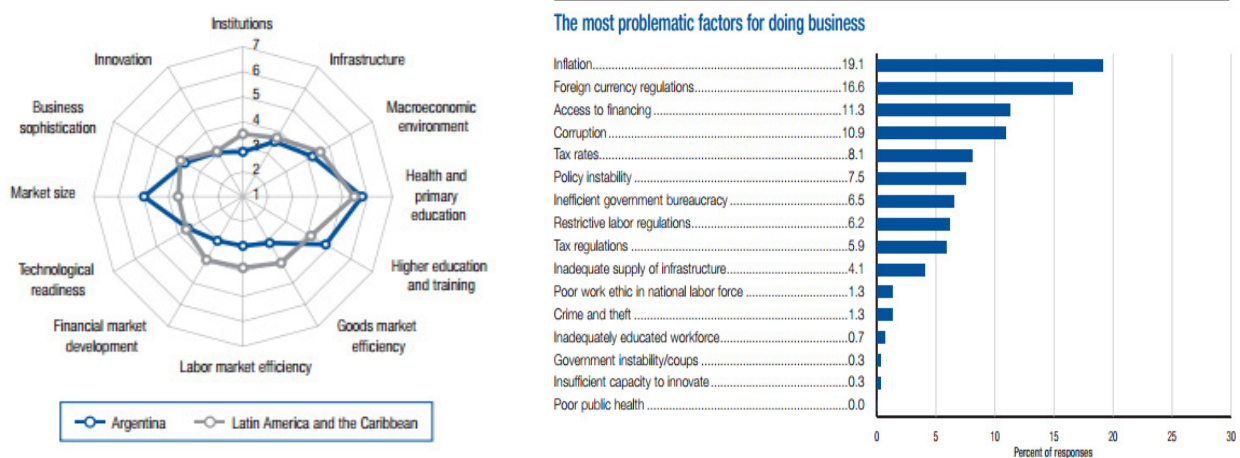 Institutions
7
6
5
4
3
2
1
Infrastructure
Macroeconomic
environment
Health and
primary
education
Higher education
and training
Goods market
efficiency
Labor market efficiency
Financial market
development
Technological
readiness
Market size
Business
sophistication
Innovation
Argentina
Latin America and the Caribbean
The most problematic factors for doing business
Inflation....19.1
Foreign currency regulations....16.6
Access to financing....11.3
Corruption....10.9
Tax rates....8.1
Policy instability....7.5
Inefficient government bureaucracy....6.5
Restrictive labor regulations....6.2
Tax regulations....5.9
Inadequate supply of infrastructure....4.1
Poor work ethic in national labor force....1.3
Crime and theft....1.3
Inadequately educated workforce....0.7
Government instability/coups....0.3
Insufficient capacity to innovate....0.3
Poor public health....0.0
0 5 10 15 20 25 30
Percent of responses